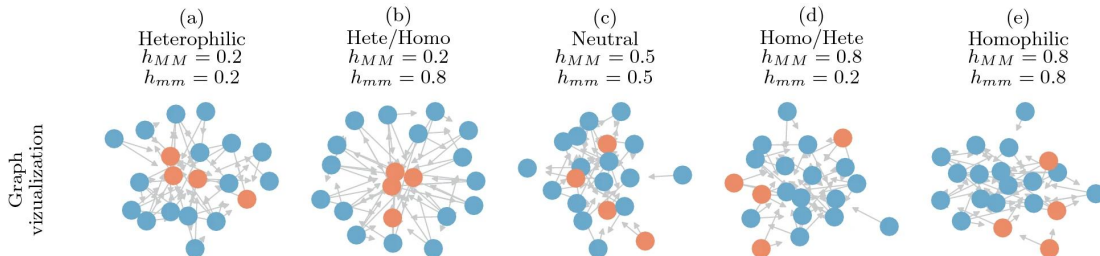 (a)
Heterophilic
h_{MM} = 0.2
h_{mm} = 0.2
(b)
Hete/Homo
h_{MM} = 0.2
h_{mm} = 0.8
(c)
Neutral
h_{MM} = 0.5
h_{mm} = 0.5
(d)
Homo/Hete
h_{MM} = 0.8
h_{mm} = 0.2
(e)
Homophilic
h_{MM} = 0.8
h_{mm} = 0.8
Graph
vizualization